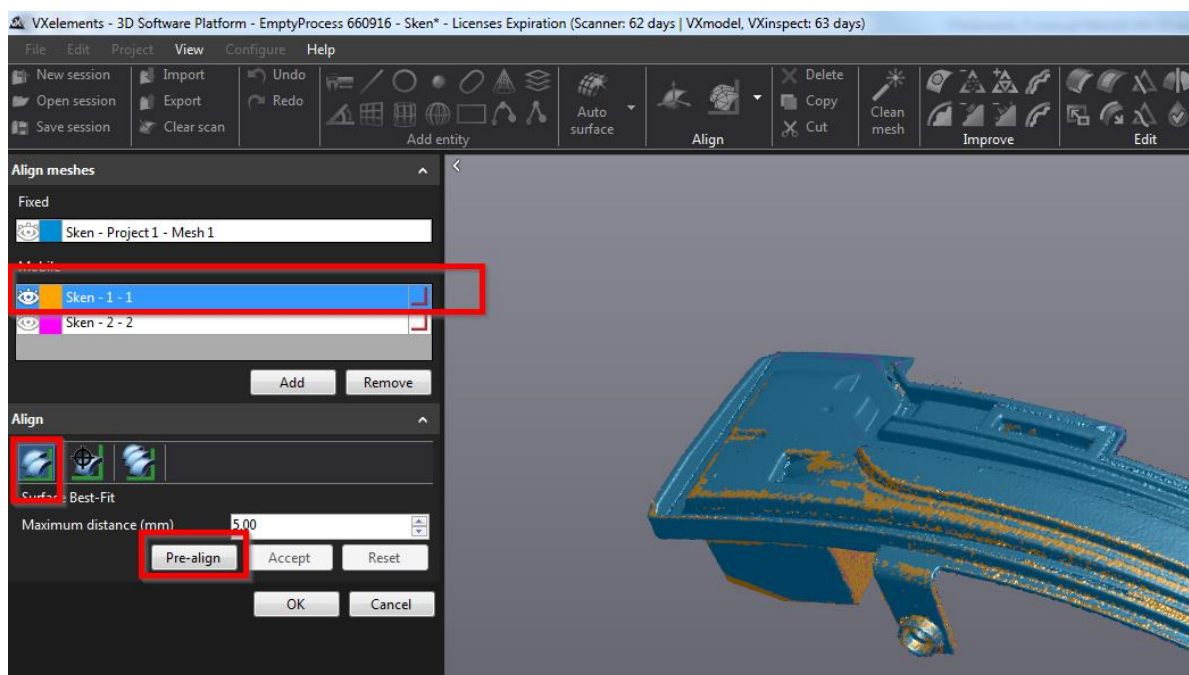 VXelements - 3D Software Platform - EmptyProcess 660916 - Sken* - Licenses Expiration (Scanner: 62 days | VXmodel, VXinspect: 63 days)
File Edit Project View Configure Help
New session Import Undo Delete
Open session Export Redo Auto surface Copy Clean mesh
Save session Clear scan Cut
Add entity Align Improve Edit
Align meshes
Fixed
Sken - Project 1 - Mesh 1
Mobile
Sken - 1 - 1
Sken - 2 - 2
Add Remove
Align
Surface Best-Fit
Maximum distance (mm) 5.00
Pre-align Accept Reset
OK Cancel